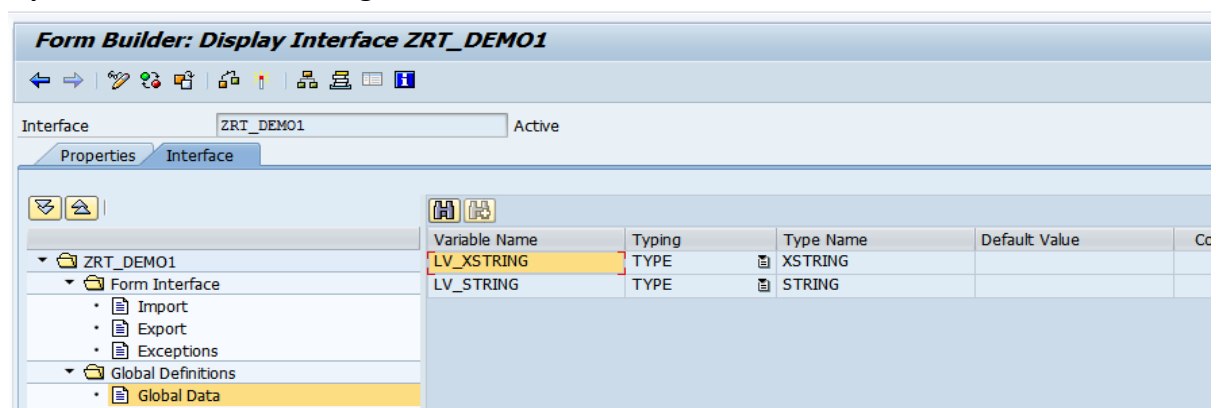 Form Builder: Display Interface ZRT_DEMO1
Interface ZRT_DEMO1 Active
Properties Interface
Variable Name Typing Type Name Default Value Co
ZRT_DEMO1 LV_XSTRING TYPE XSTRING
Form Interface LV_STRING TYPE STRING
Import
Export
Exceptions
Global Definitions
Global Data